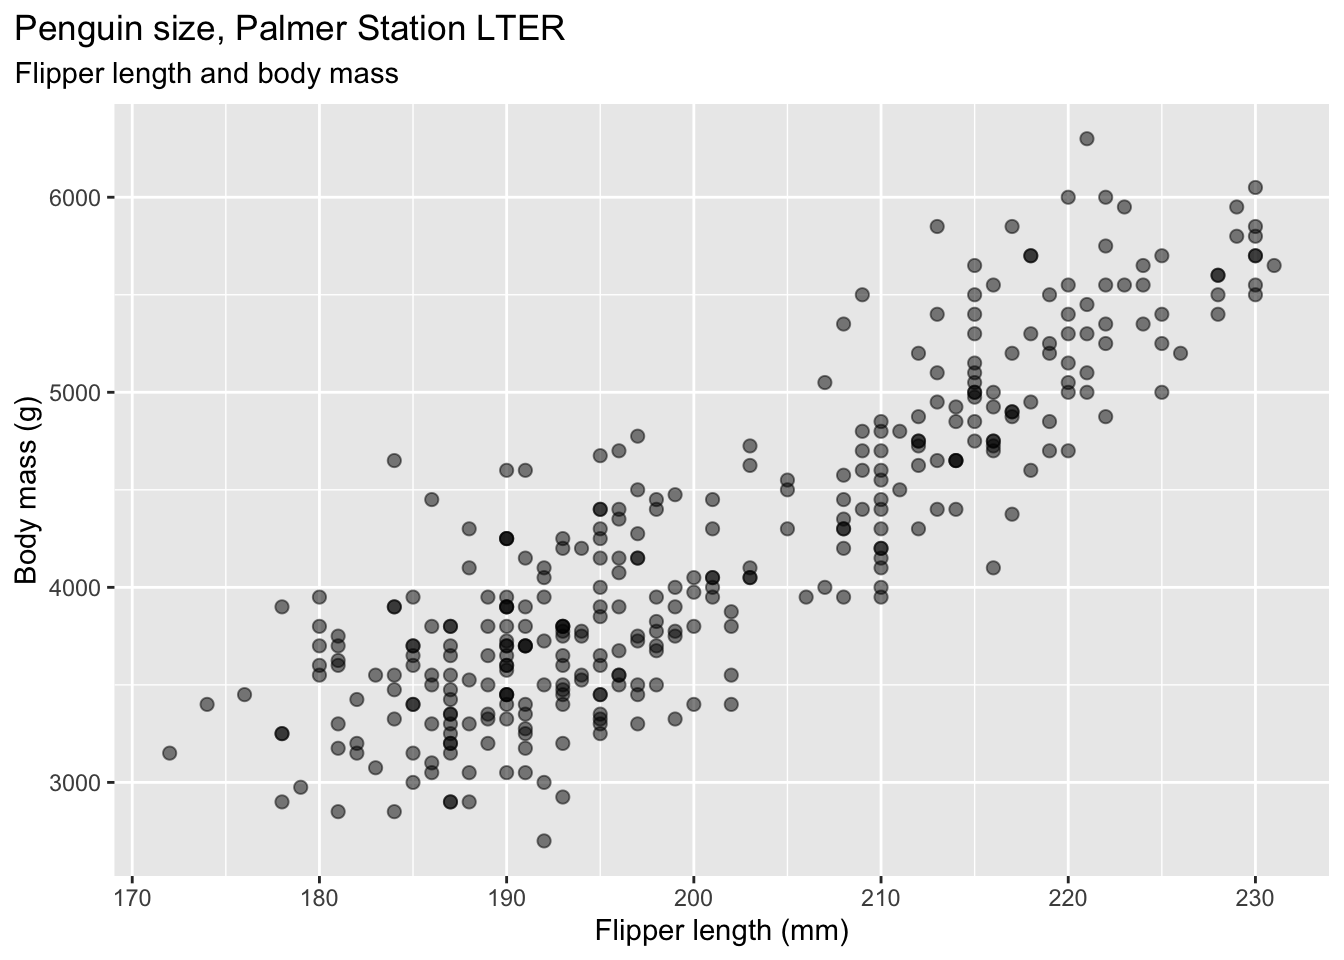 Penguin size, Palmer Station LTER
Flipper length and body mass
6000
5000
4000
3000
Body mass (g)
170 180 190 200 210 220 230
Flipper length (mm)